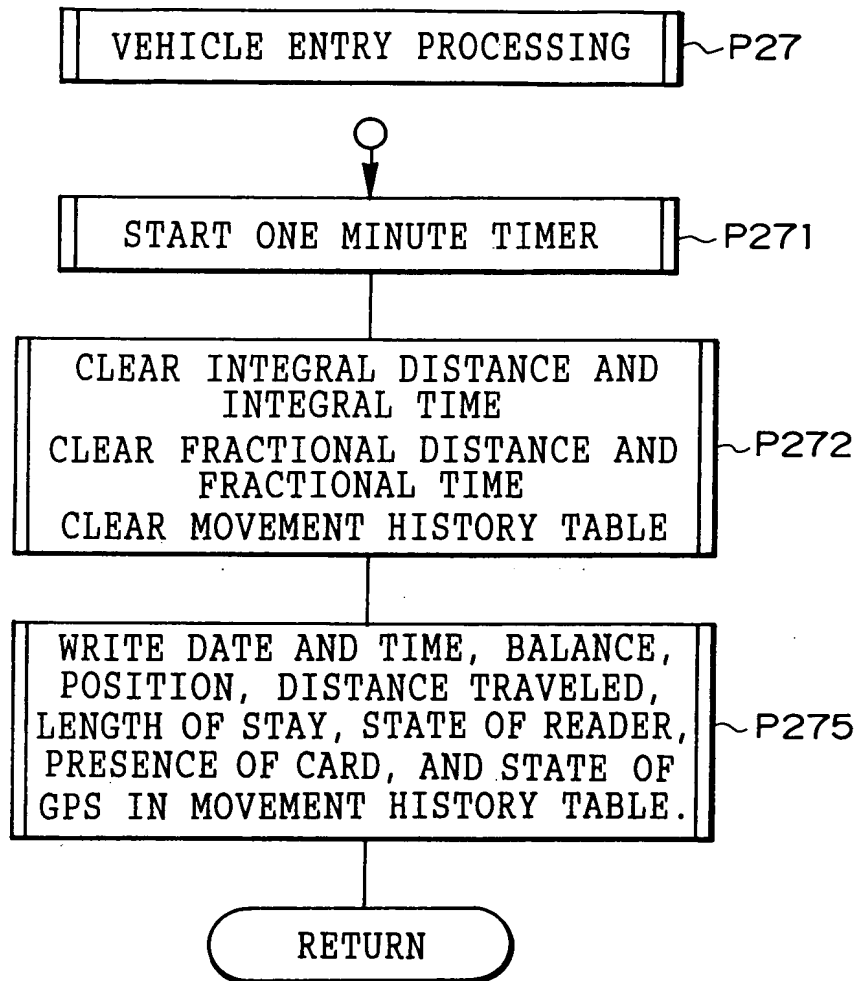 VEHICLE ENTRY PROCESSING
P27
START ONE MINUTE TIMER
P271
CLEAR INTEGRAL DISTANCE AND
INTEGRAL TIME
CLEAR FRACTIONAL DISTANCE AND
FRACTIONAL TIME
CLEAR MOVEMENT HISTORY TABLE
P272
WRITE DATE AND TIME, BALANCE,
POSITION, DISTANCE TRAVELED,
LENGTH OF STAY, STATE OF READER,
PRESENCE OF CARD, AND STATE OF
GPS IN MOVEMENT HISTORY TABLE.
P275
RETURN